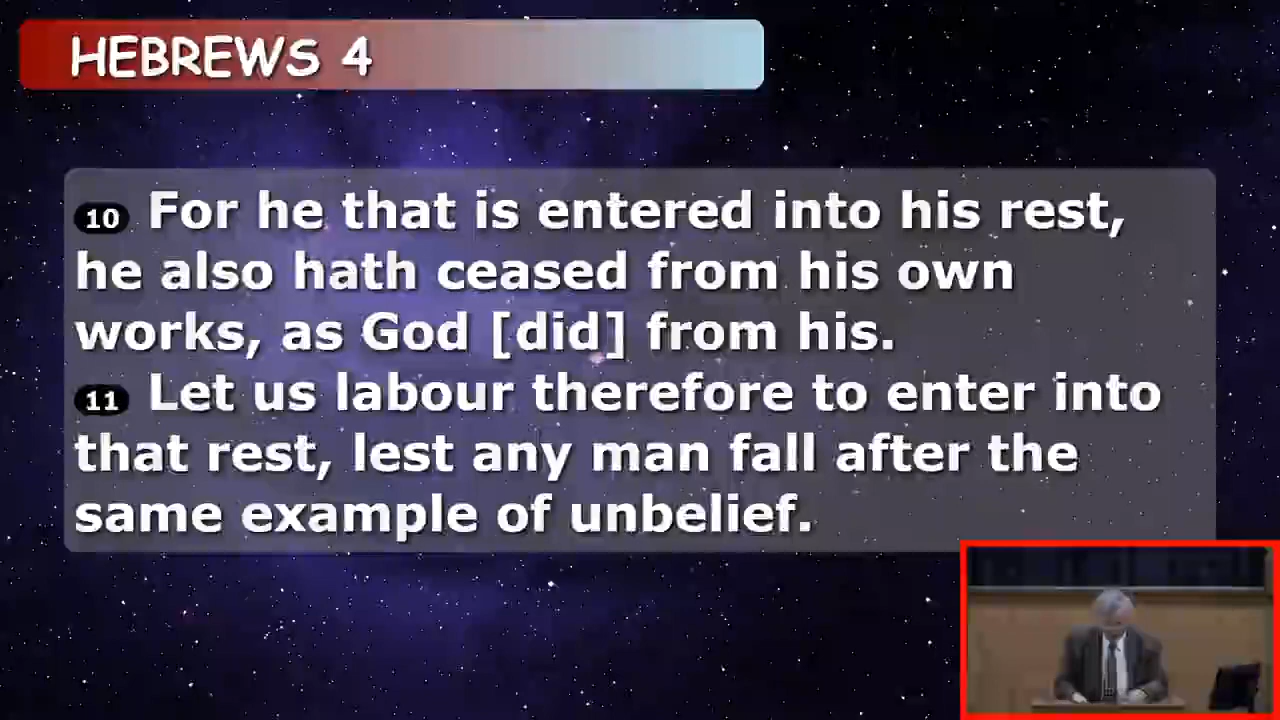 HEBREWS 4
10 For he that is entered into his rest,
he also hath ceased from his own
works, as God [did] from his.
11 Let us labour therefore to enter into
that rest, lest any man fall after the
same example of unbelief.